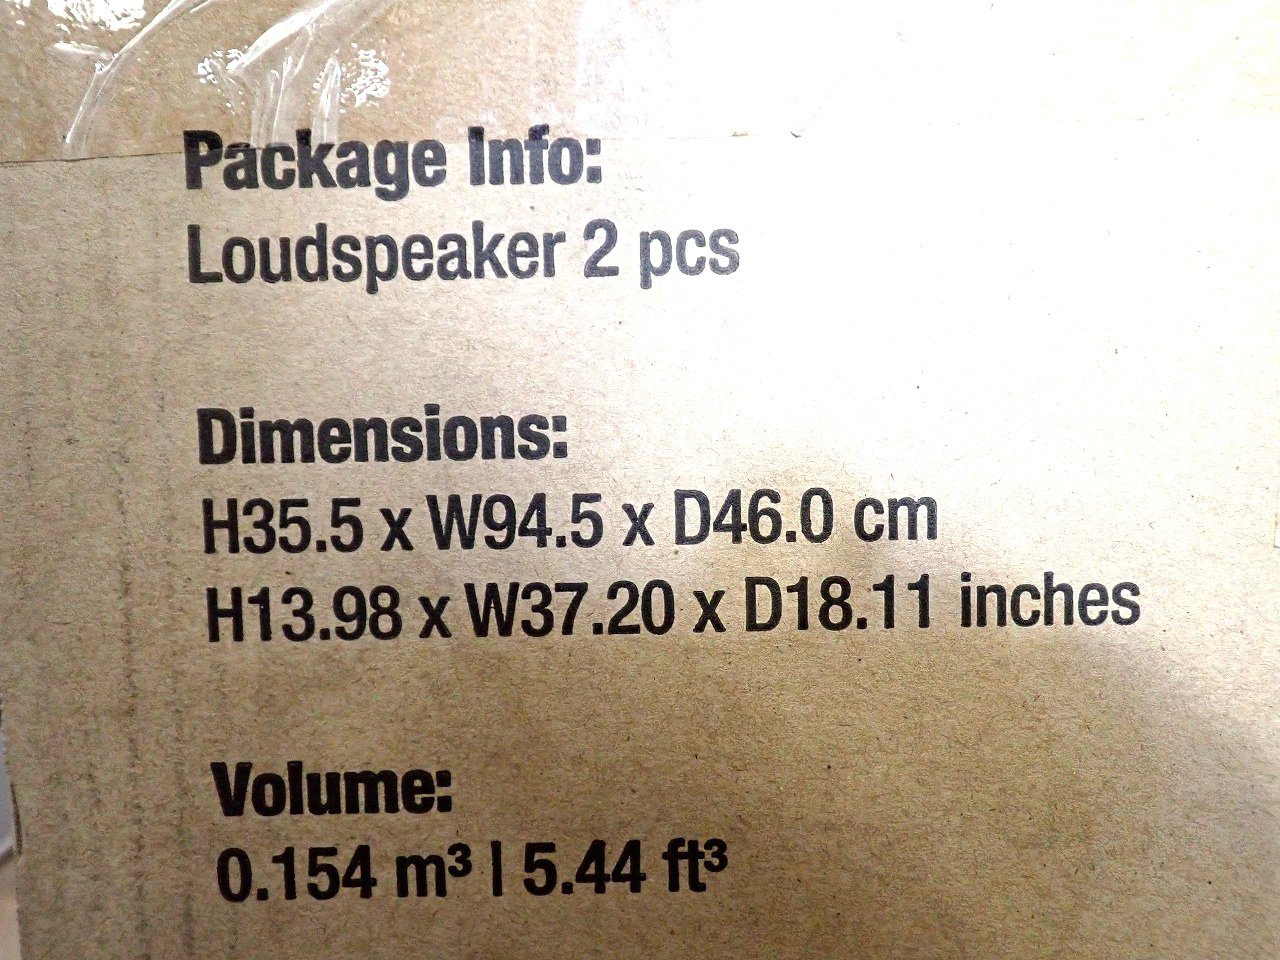 Package Info:
Loudspeaker 2 pcs
Dimensions:
H35.5 x W94.5 x D46.0 cm
H13.98 x W37.20 x D18.11 inches
Volume:
0.154 m³ | 5.44 ft³